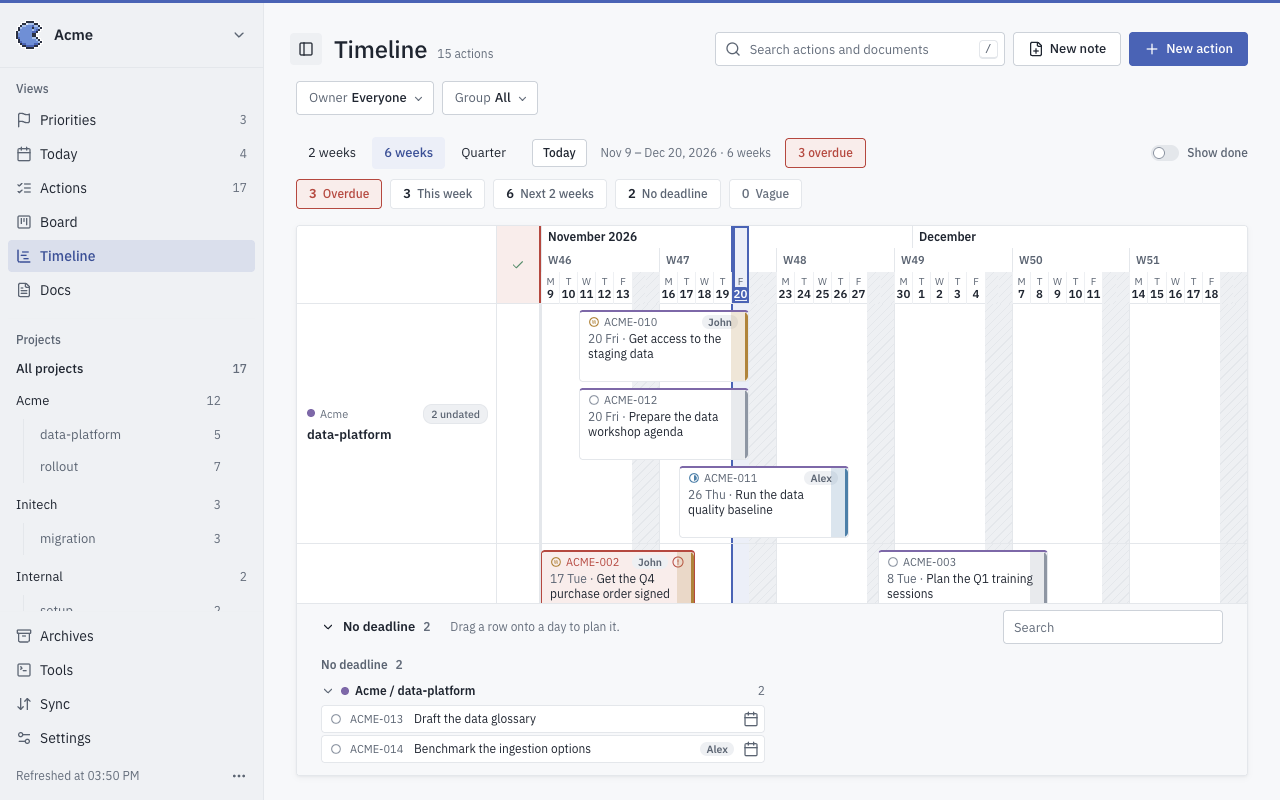 Acme
Views
Priorities 3
Today 4
Actions 17
Board
Timeline
Docs
Projects
All projects 17
Acme 12
data-platform 5
rollout 7
Initech 3
migration 3
Internal 2
setup 2
Archives
Tools
Sync
Settings
Refreshed at 03:50 PM
Timeline 15 actions
Search actions and documents /
New note
New action
Owner Everyone
Group All
2 weeks 6 weeks Quarter Today Nov 9 – Dec 20, 2026 · 6 weeks 3 overdue Show done
3 Overdue 3 This week 6 Next 2 weeks 2 No deadline 0 Vague
November 2026 December
W46 W47 W48 W49 W50 W51
M T W T F M T W T F M T W T F M T W T F M T W T F M T W T F
9 10 11 12 13 16 17 18 19 20 23 24 25 26 27 30 1 2 3 4 7 8 9 10 11 14 15 16 17 18
Acme 2 undated
data-platform
ACME-010 John
20 Fri · Get access to the
staging data
ACME-012
20 Fri · Prepare the data
workshop agenda
ACME-011 Alex
26 Thu · Run the data
quality baseline
ACME-002 John
17 Tue · Get the Q4
purchase order signed
ACME-003
8 Tue · Plan the Q1 training
sessions
No deadline 2 Drag a row onto a day to plan it.
Search
No deadline 2
Acme / data-platform 2
ACME-013 Draft the data glossary
ACME-014 Benchmark the ingestion options Alex